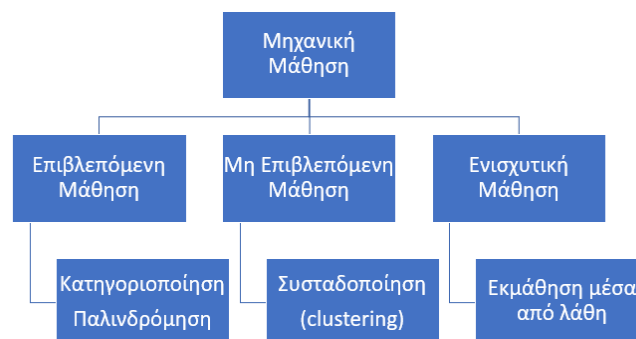 Μηχανική
Μάθηση
Επιβλεπόμενη
Μάθηση
Μη Επιβλεπόμενη
Μάθηση
Ενισχυτική
Μάθηση
Κατηγοριοποίηση
Παλινδρόμηση
Συσταδοποίηση
(clustering)
Εκμάθηση μέσα
από λάθη